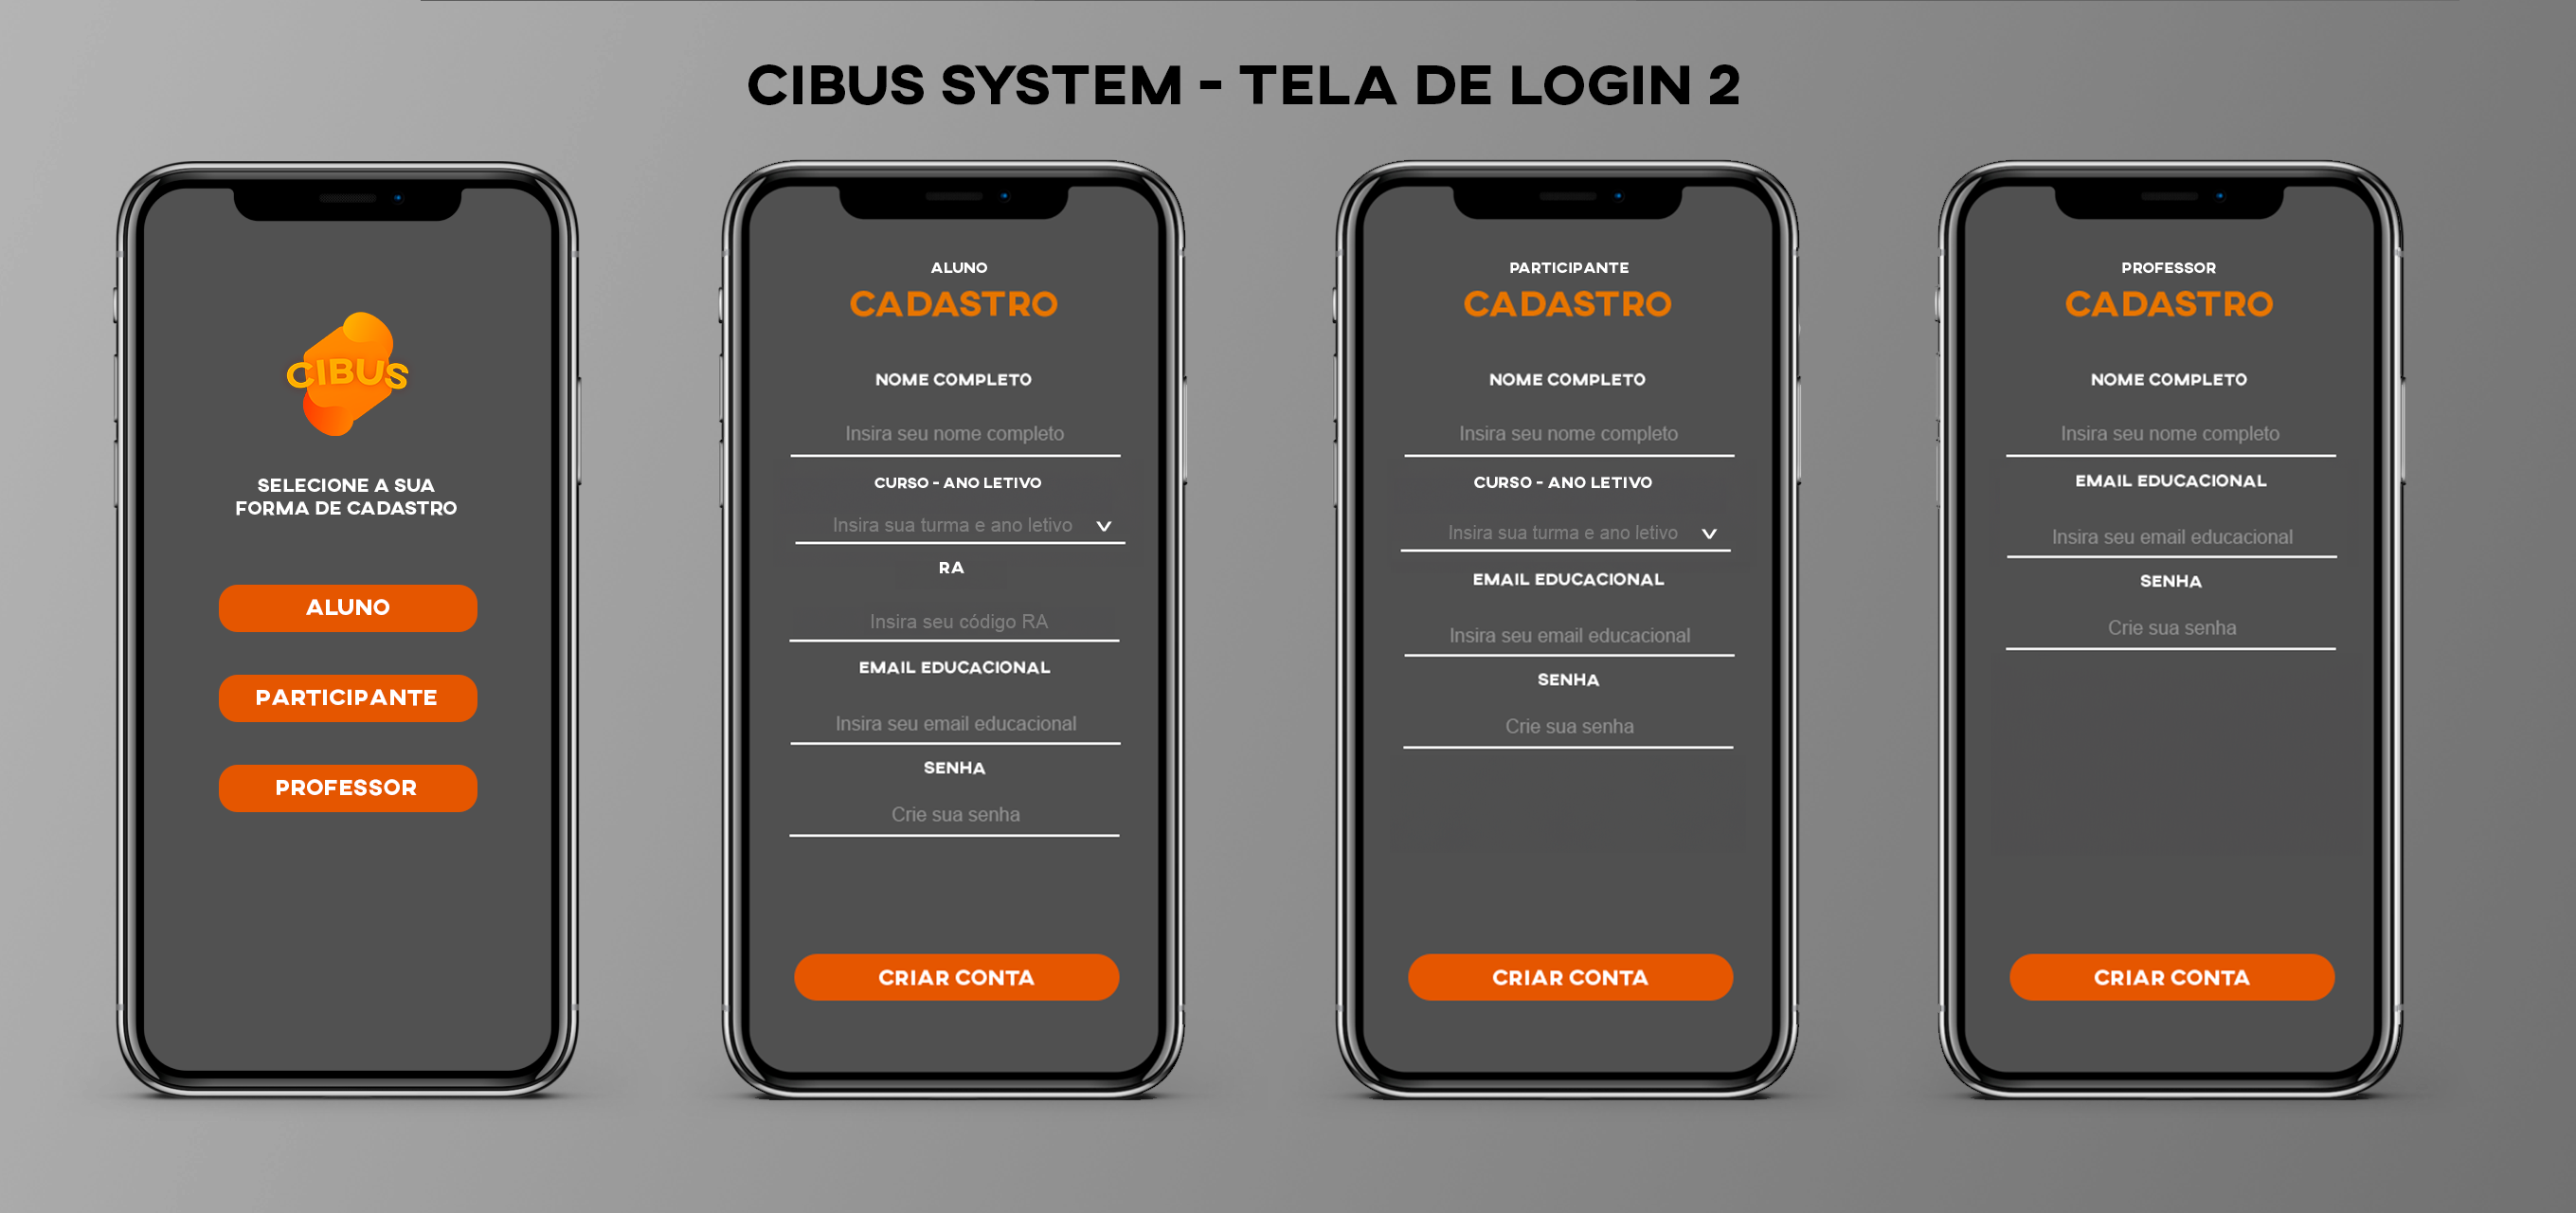 CIBUS SYSTEM - TELA DE LOGIN 2
CIBUS
SELECIONE A SUA
FORMA DE CADASTRO
ALUNO
PARTICIPANTE
PROFESSOR
ALUNO
CADASTRO
NOME COMPLETO
Insira seu nome completo
CURSO - ANO LETIVO
Insira sua turma e ano letivo
RA
Insira seu código RA
EMAIL EDUCACIONAL
Insira seu email educacional
SENHA
Crie sua senha
CRIAR CONTA
PARTICIPANTE
CADASTRO
NOME COMPLETO
Insira seu nome completo
CURSO - ANO LETIVO
Insira sua turma e ano letivo
EMAIL EDUCACIONAL
Insira seu email educacional
SENHA
Crie sua senha
CRIAR CONTA
PROFESSOR
CADASTRO
NOME COMPLETO
Insira seu nome completo
EMAIL EDUCACIONAL
Insira seu email educacional
SENHA
Crie sua senha
CRIAR CONTA